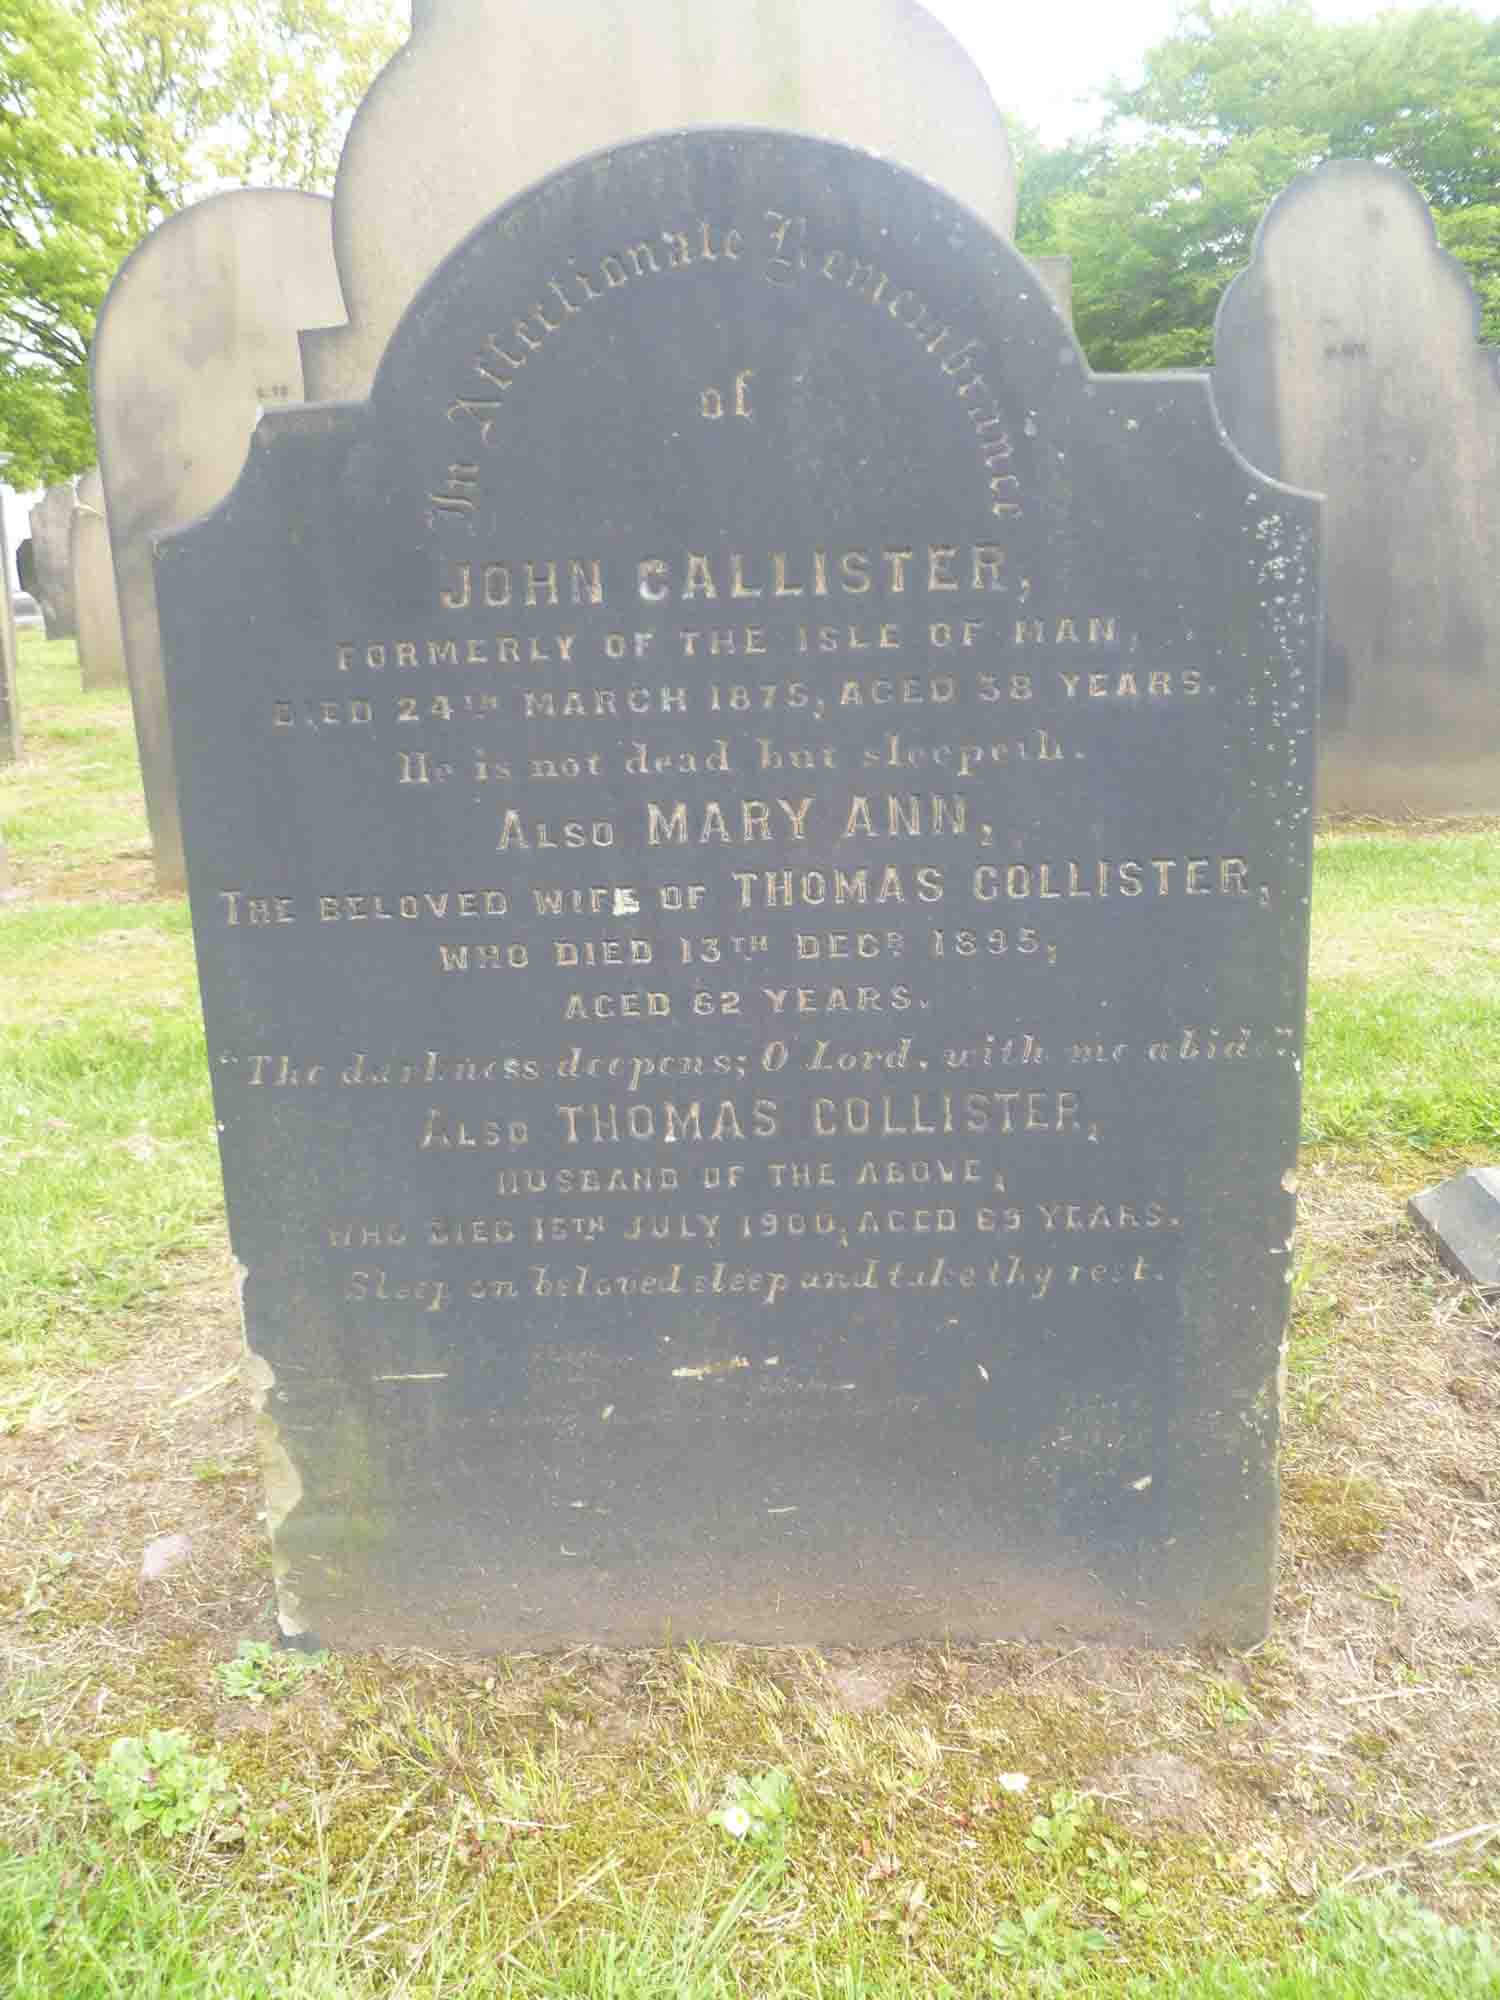 In Affectionate Remembrance
of
JOHN CALLISTER,
FORMERLY OF THE ISLE OF MAN,
DIED 24TH MARCH 1875, AGED 38 YEARS.
He is not dead but sleepeth.
ALSO MARY ANN,
THE BELOVED WIFE OF THOMAS COLLISTER,
WHO DIED 13TH DECR 1895,
AGED 62 YEARS.
"The darkness deepens; O Lord, with me abide."
ALSO THOMAS COLLISTER,
HUSBAND OF THE ABOVE,
WHO DIED 15TH JULY 1900, AGED 69 YEARS.
Sleep on beloved sleep and take thy rest.